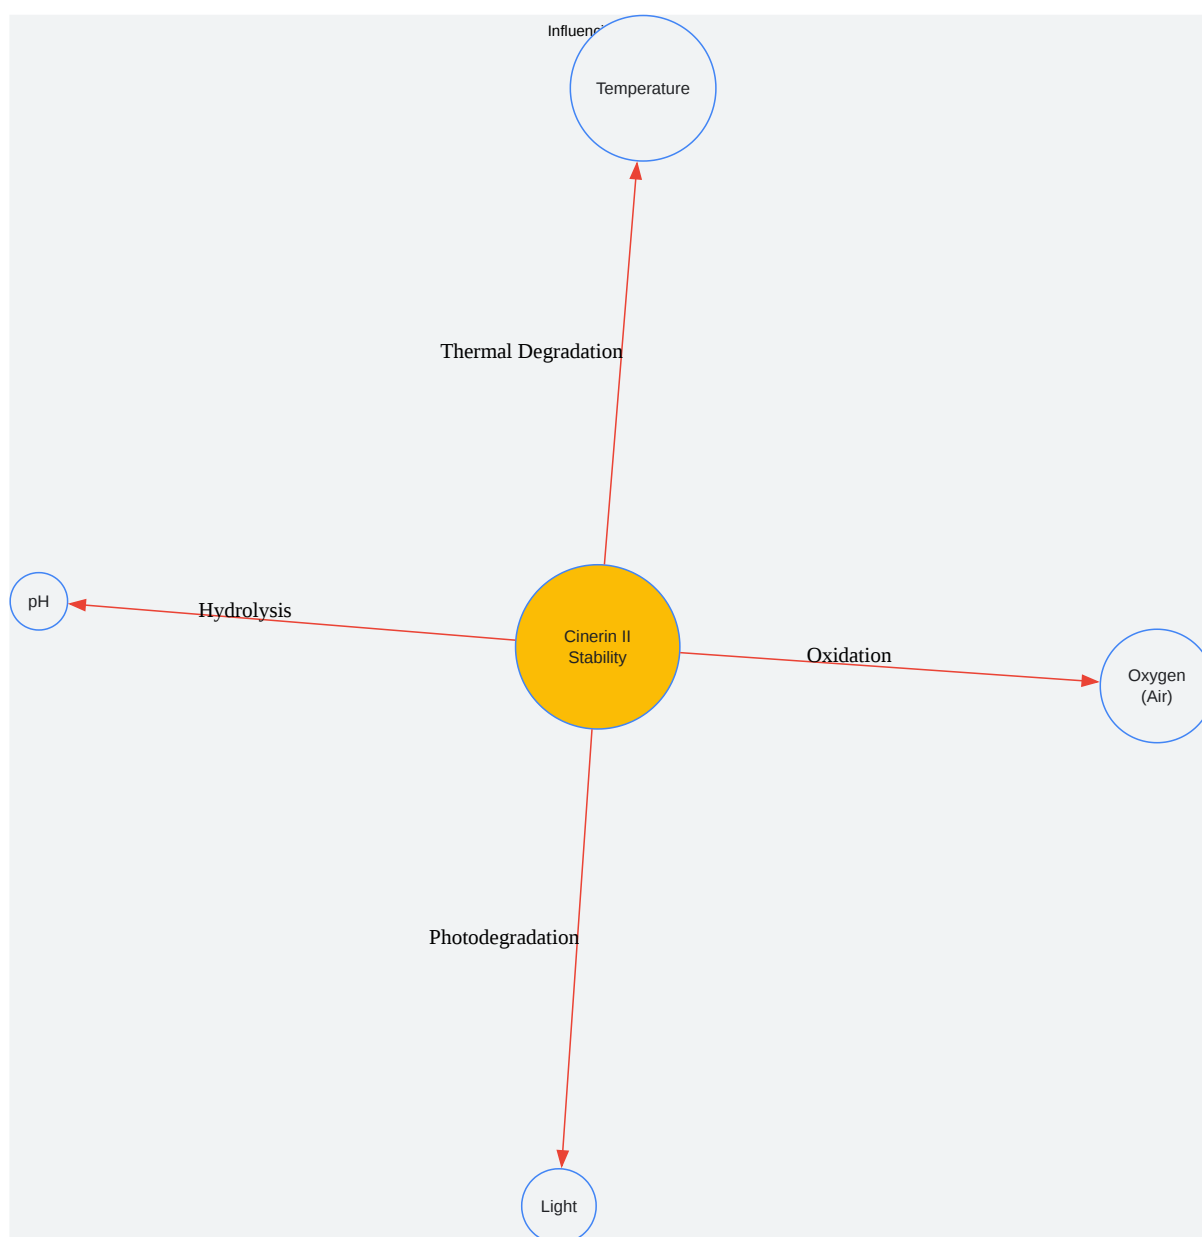 Temperature
Thermal Degradation
pH
Hydrolysis
Cinerin II
Stability
Oxidation
Oxygen
(Air)
Photodegradation
Light